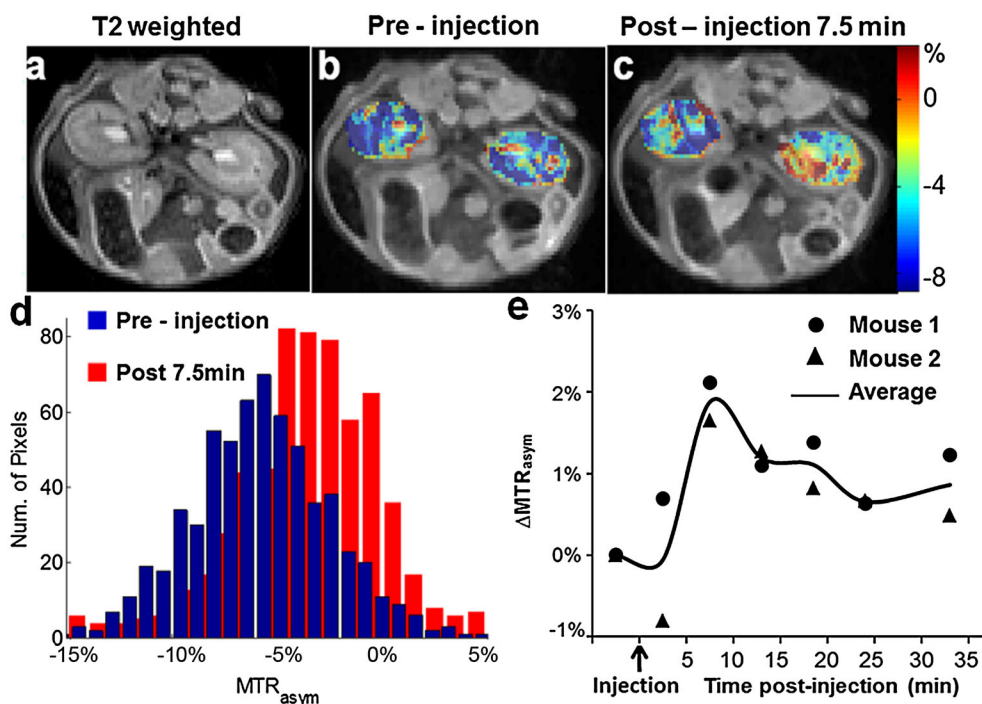 T2 weighted
Pre - injection
Post – injection 7.5 min
a
b
c
%
0
-4
-8
d
Pre - injection
Post 7.5min
80
60
40
20
0
Num. of Pixels
-15%
-10%
-5%
0%
5%
MTRasym
e
Mouse 1
Mouse 2
Average
3%
2%
1%
0%
-1%
ΔMTRasym
5
10
15
20
25
30
35
Injection
Time post-injection (min)